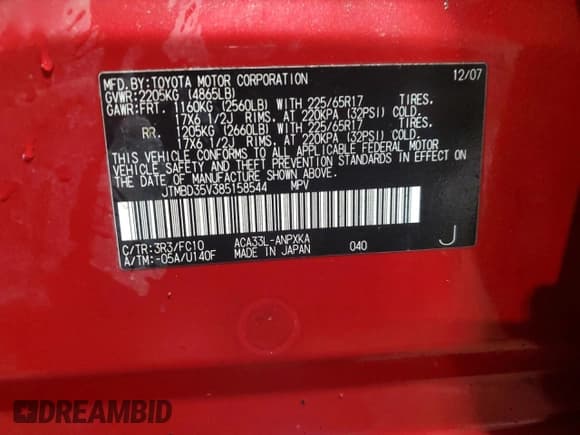 MFD.BY:TOYOTA MOTOR CORPORATION 12/07
GVWR:2205KG (4865LB)
GAWR:FRT. 1160KG (2560LB) WITH 225/65R17 TIRES.
17X6 1/2J RIMS. AT 220KPA (32PSI) COLD.
RR. 1205KG (2660LB) WITH 225/65R17 TIRES.
17X6 1/2J RIMS. AT 220KPA (32PSI) COLD.
THIS VEHICLE CONFORMS TO ALL APPLICABLE FEDERAL MOTOR
VEHICLE SAFETY AND THEFT PREVENTION STANDARDS IN EFFECT ON
THE DATE OF MANUFACTURE SHOWN ABOVE.
JTMBD35V385158544 MPV
C/TR:3R3/FC10 ACA33L-ANPXKA 040 J
A/TM:-05A/U140F MADE IN JAPAN
DREAMBID